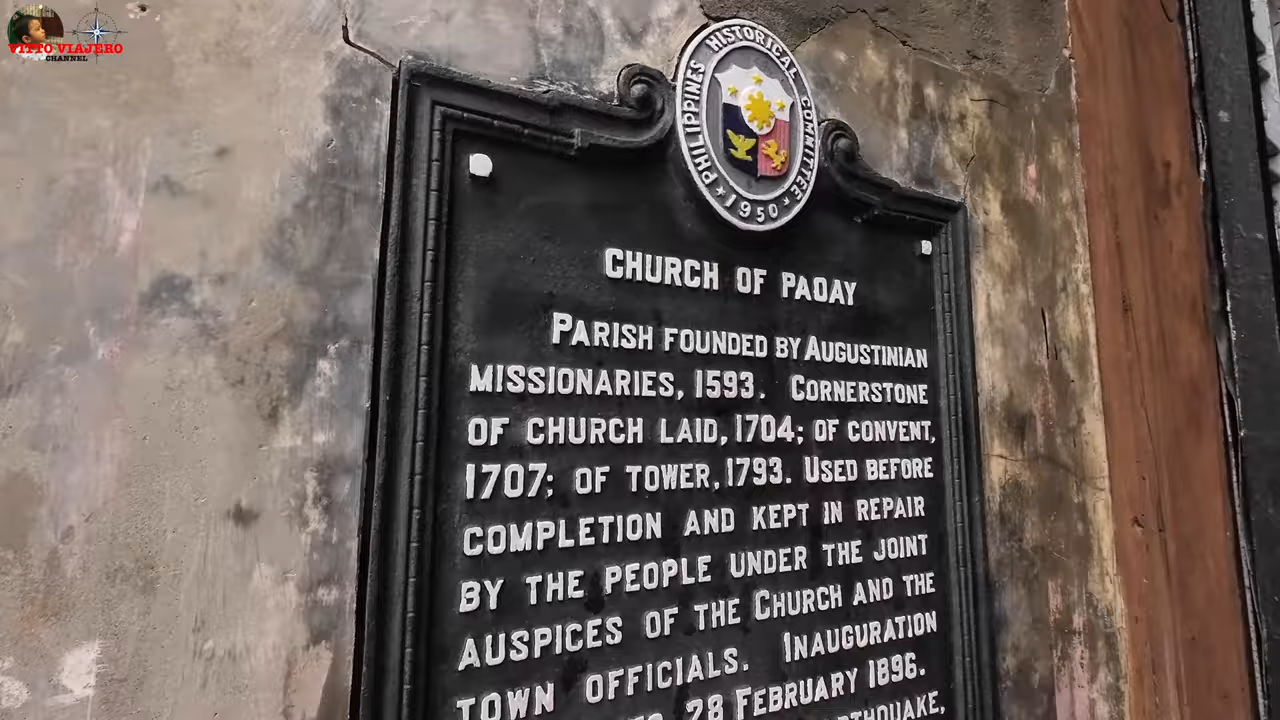 VITTO VIAJERO
CHANNEL
PHILIPPINES HISTORICAL COMMITTEE
1950
CHURCH OF PAOAY
PARISH FOUNDED BY AUGUSTINIAN
MISSIONARIES, 1593. CORNERSTONE
OF CHURCH LAID, 1704; OF CONVENT,
1707; OF TOWER, 1793. USED BEFORE
COMPLETION AND KEPT IN REPAIR
BY THE PEOPLE UNDER THE JOINT
AUSPICES OF THE CHURCH AND THE
TOWN OFFICIALS. INAUGURATION
28 FEBRUARY 1896.